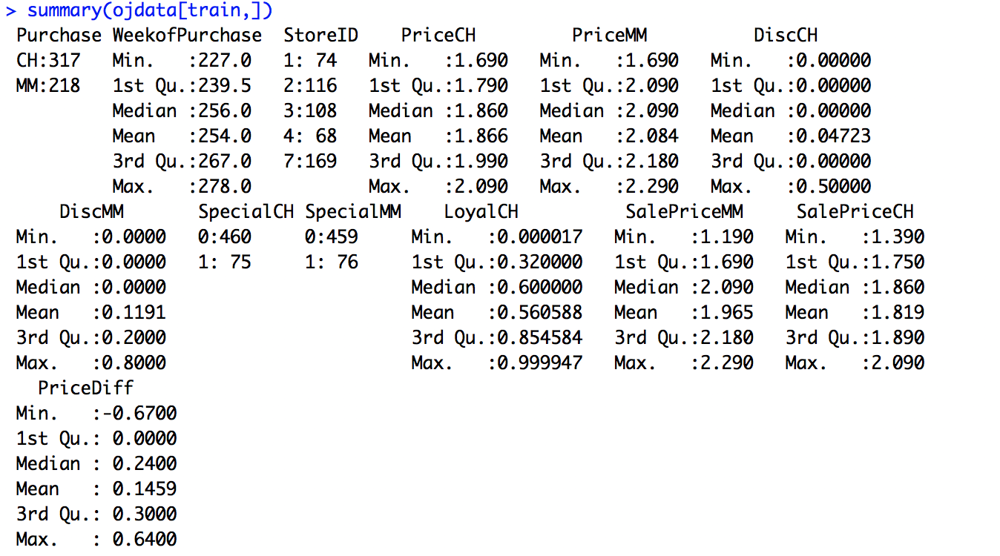 > summary(ojdata[train,])
Purchase WeekofPurchase StoreID PriceCH PriceMM DiscCH
CH:317 Min. :227.0 1: 74 Min. :1.690 Min. :1.690 Min. :0.00000
MM:218 1st Qu.:239.5 2:116 1st Qu.:1.790 1st Qu.:2.090 1st Qu.:0.00000
Median :256.0 3:108 Median :1.860 Median :2.090 Median :0.00000
Mean :254.0 4: 68 Mean :1.866 Mean :2.084 Mean :0.04723
3rd Qu.:267.0 7:169 3rd Qu.:1.990 3rd Qu.:2.180 3rd Qu.:0.00000
Max. :278.0 Max. :2.090 Max. :2.290 Max. :0.50000
DiscMM SpecialCH SpecialMM LoyalCH SalePriceMM SalePriceCH
Min. :0.0000 0:460 0:459 Min. :0.000017 Min. :1.190 Min. :1.390
1st Qu.:0.0000 1: 75 1: 76 1st Qu.:0.320000 1st Qu.:1.690 1st Qu.:1.750
Median :0.0000 Median :0.600000 Median :2.090 Median :1.860
Mean :0.1191 Mean :0.560588 Mean :1.965 Mean :1.819
3rd Qu.:0.2000 3rd Qu.:0.854584 3rd Qu.:2.180 3rd Qu.:1.890
Max. :0.8000 Max. :0.999947 Max. :2.290 Max. :2.090
PriceDiff
Min. :-0.6700
1st Qu.: 0.0000
Median : 0.2400
Mean : 0.1459
3rd Qu.: 0.3000
Max. : 0.6400